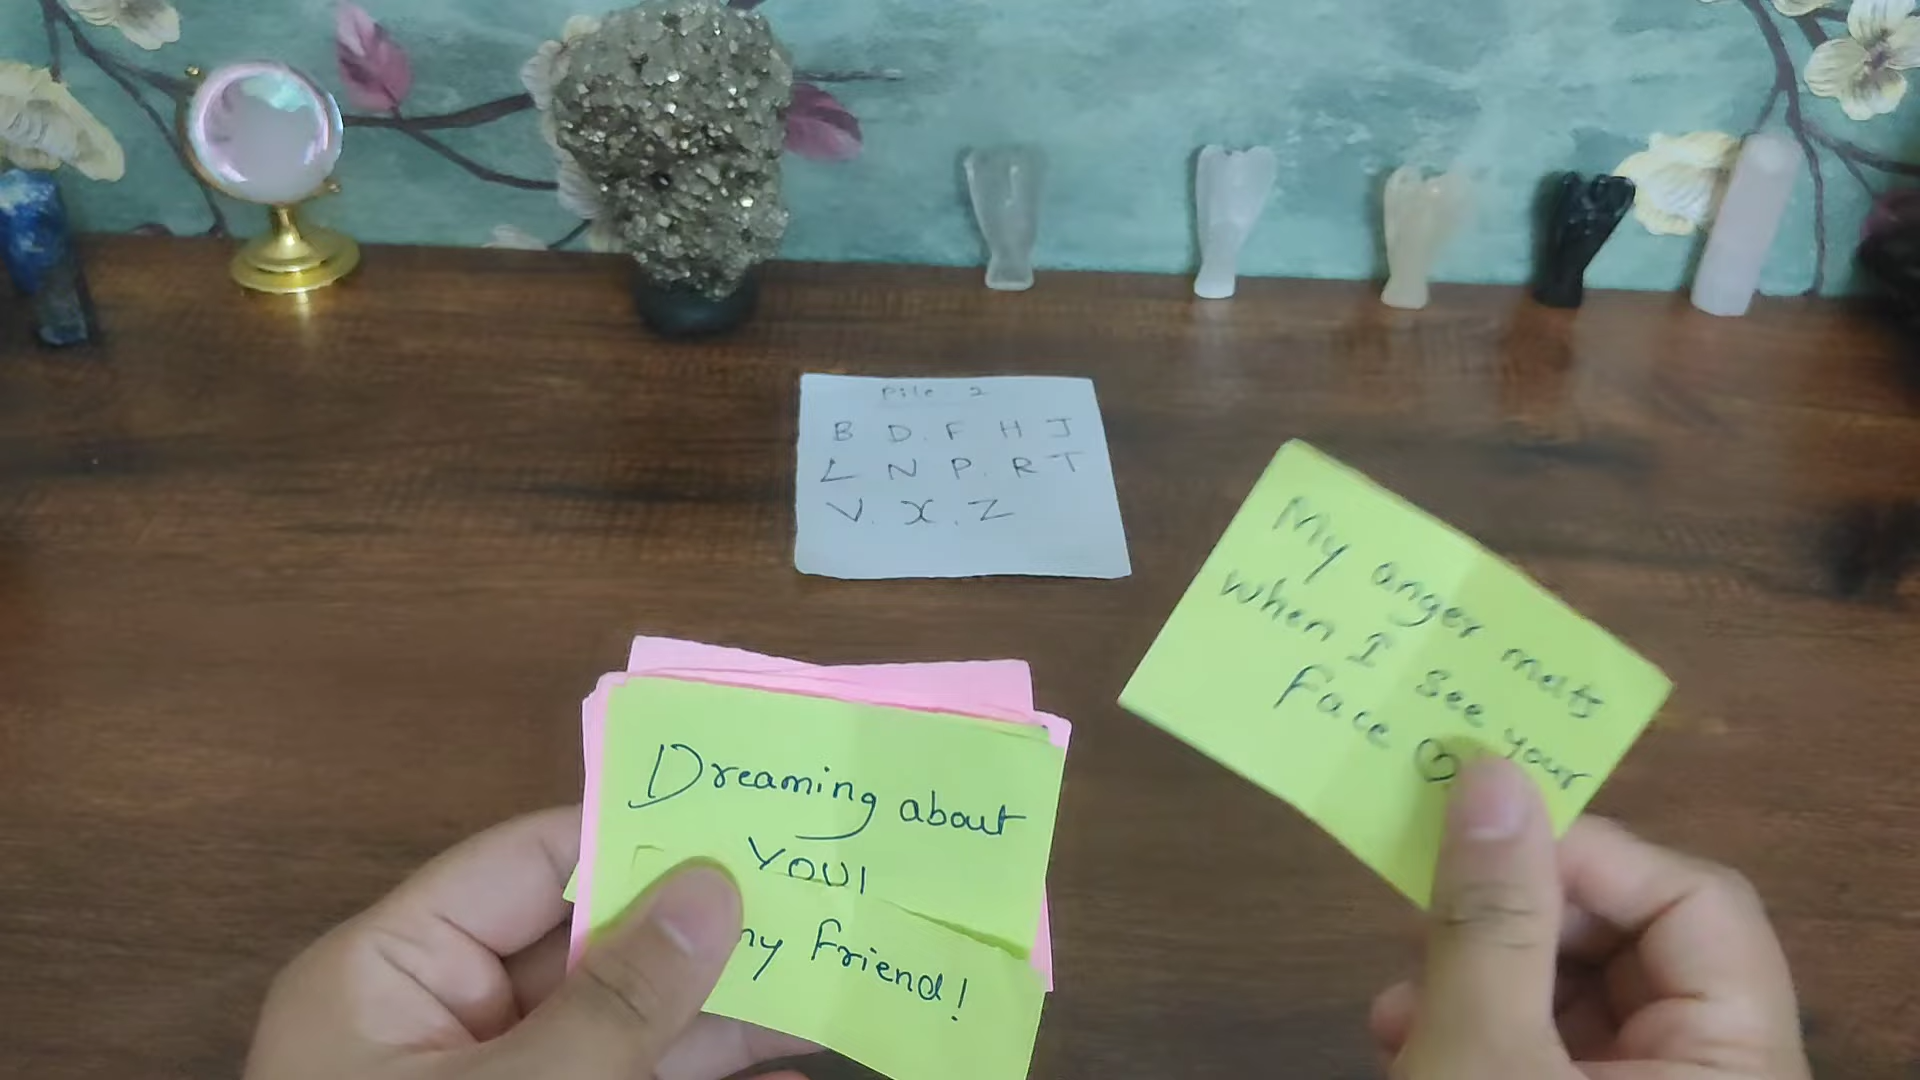 Pile 2
B D. F H J
L N P. R T
V. X. Z
My anger melts
when I see your
face
Dreaming about
YOU!
my friend!